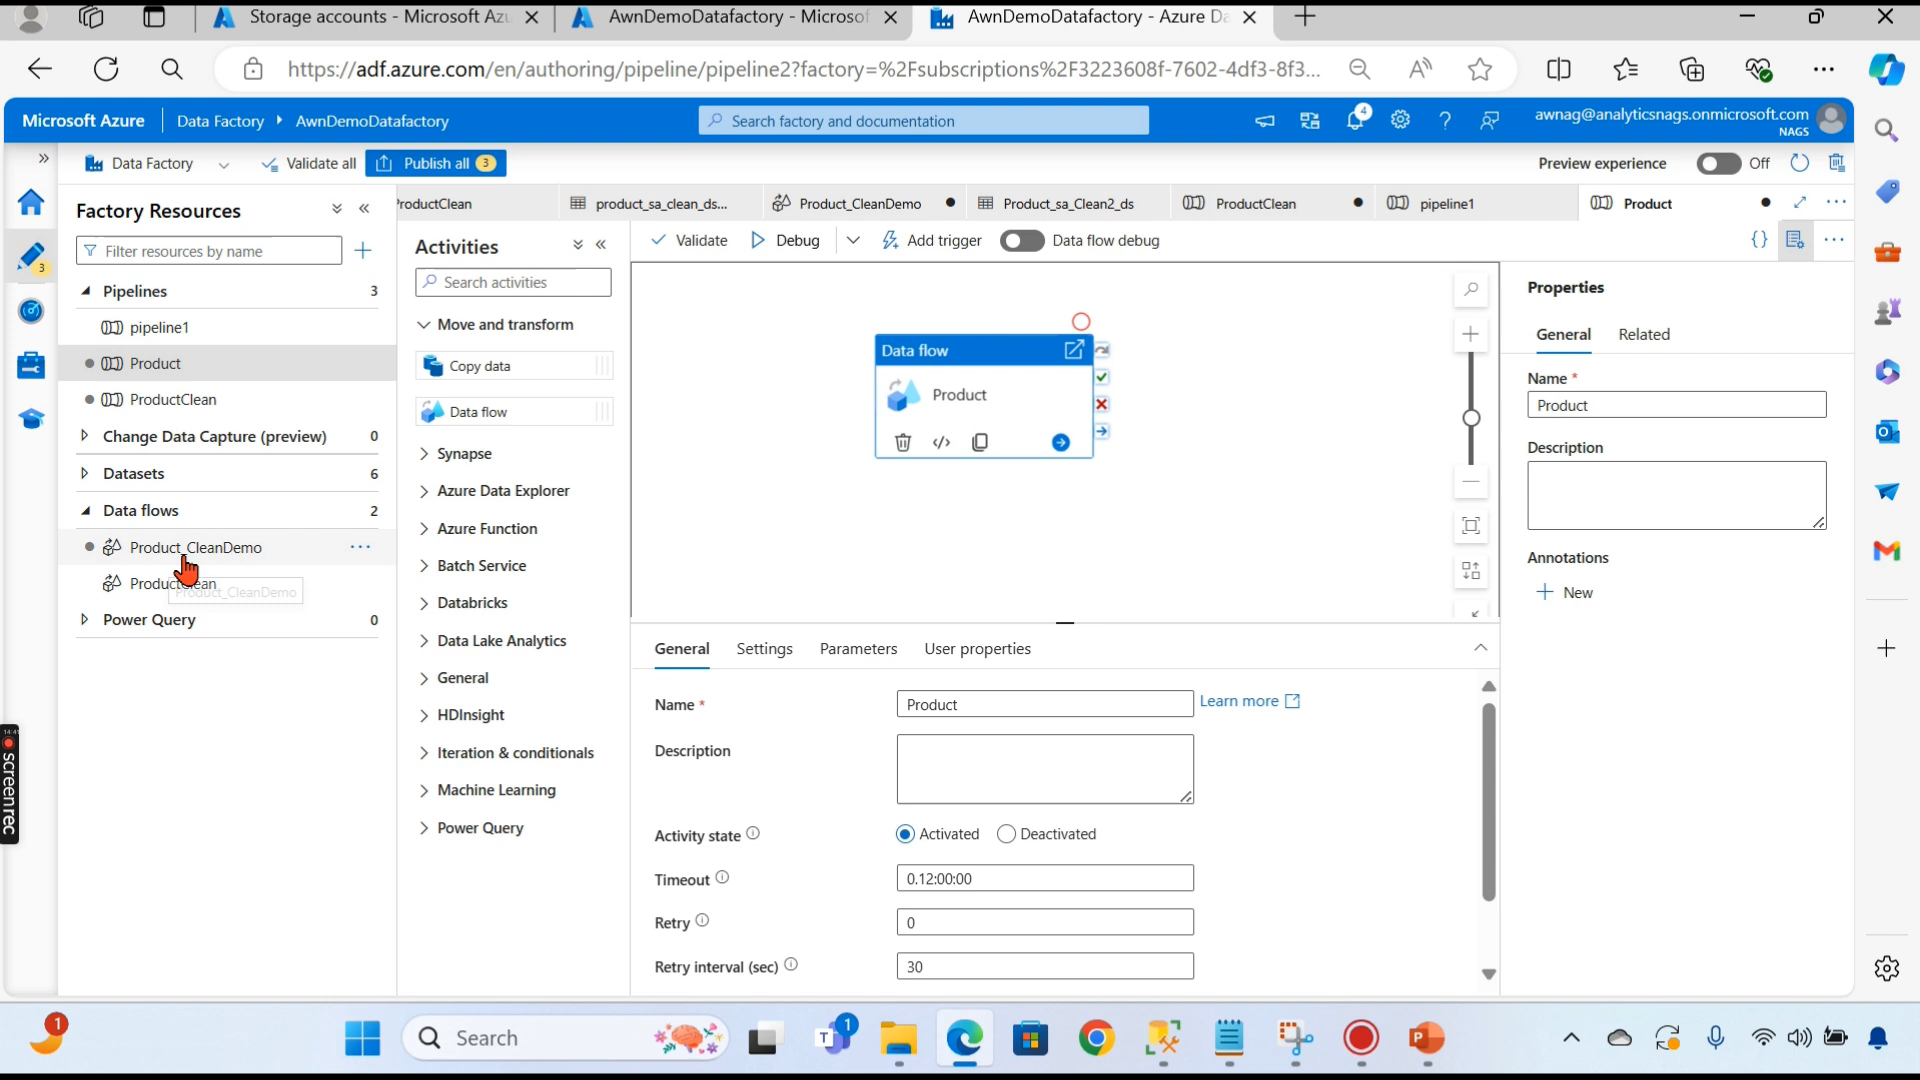 Storage accounts - Microsoft Azu
AwnDemoDatafactory - Microsof
AwnDemoDatafactory - Azure Da
https://adf.azure.com/en/authoring/pipeline/pipeline2?factory=%2Fsubscriptions%2F3223608f-7602-4df3-8f3...
Microsoft Azure
Data Factory
AwnDemoDatafactory
Search factory and documentation
4
awnag@analyticsnags.onmicrosoft.com
NAGS
Data Factory
Validate all
Publish all 3
Preview experience
Off
3
Factory Resources
Filter resources by name
Pipelines 3
pipeline1
Product
ProductClean
Change Data Capture (preview) 0
Datasets 6
Data flows 2
Product_CleanDemo
ProductClean
Product_CleanDemo
Power Query 0
ProductClean
product_sa_clean_ds...
Product_CleanDemo
Product_sa_Clean2_ds
ProductClean
pipeline1
Product
Activities
Search activities
Move and transform
Copy data
Data flow
Synapse
Azure Data Explorer
Azure Function
Batch Service
Databricks
Data Lake Analytics
General
HDInsight
Iteration & conditionals
Machine Learning
Power Query
Validate
Debug
Add trigger
Data flow debug
Data flow
Product
General
Settings
Parameters
User properties
Name *
Product
Learn more
Description
Activity state
Activated
Deactivated
Timeout
0.12:00:00
Retry
0
Retry interval (sec)
30
Properties
General
Related
Name *
Product
Description
Annotations
New
screenrec
1
Search
1